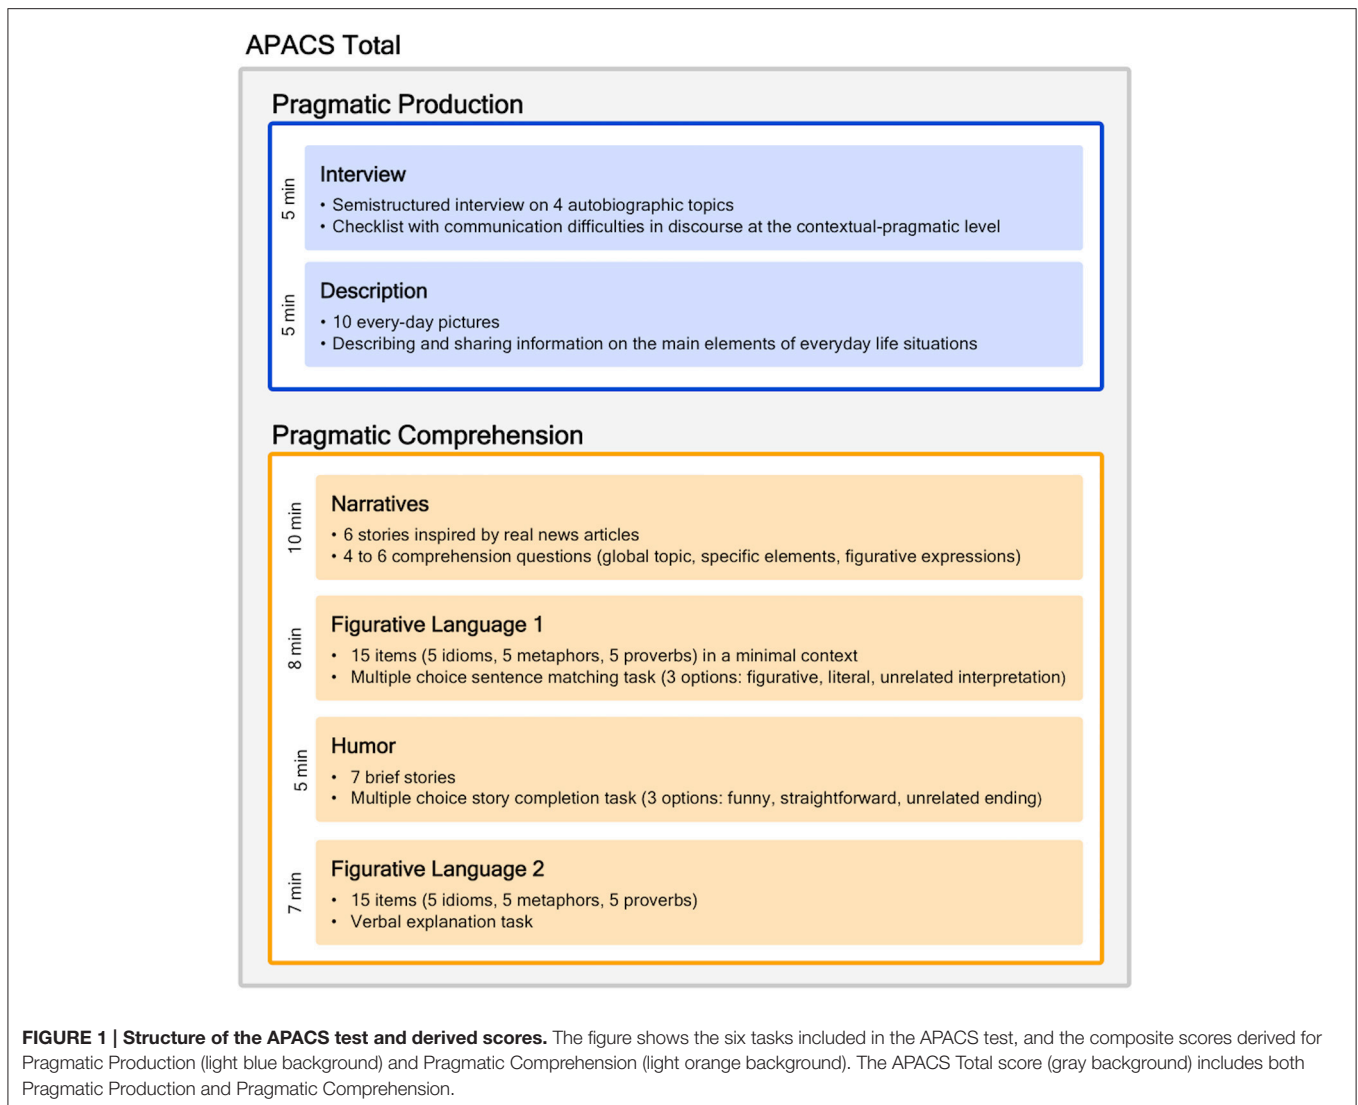 APACS Total
Pragmatic Production
5 min
Interview
• Semistructured interview on 4 autobiographic topics
• Checklist with communication difficulties in discourse at the contextual-pragmatic level
5 min
Description
• 10 every-day pictures
• Describing and sharing information on the main elements of everyday life situations
Pragmatic Comprehension
10 min
Narratives
• 6 stories inspired by real news articles
• 4 to 6 comprehension questions (global topic, specific elements, figurative expressions)
8 min
Figurative Language 1
• 15 items (5 idioms, 5 metaphors, 5 proverbs) in a minimal context
• Multiple choice sentence matching task (3 options: figurative, literal, unrelated interpretation)
5 min
Humor
• 7 brief stories
• Multiple choice story completion task (3 options: funny, straightforward, unrelated ending)
7 min
Figurative Language 2
• 15 items (5 idioms, 5 metaphors, 5 proverbs)
• Verbal explanation task
FIGURE 1 | Structure of the APACS test and derived scores. The figure shows the six tasks included in the APACS test, and the composite scores derived for
Pragmatic Production (light blue background) and Pragmatic Comprehension (light orange background). The APACS Total score (gray background) includes both
Pragmatic Production and Pragmatic Comprehension.